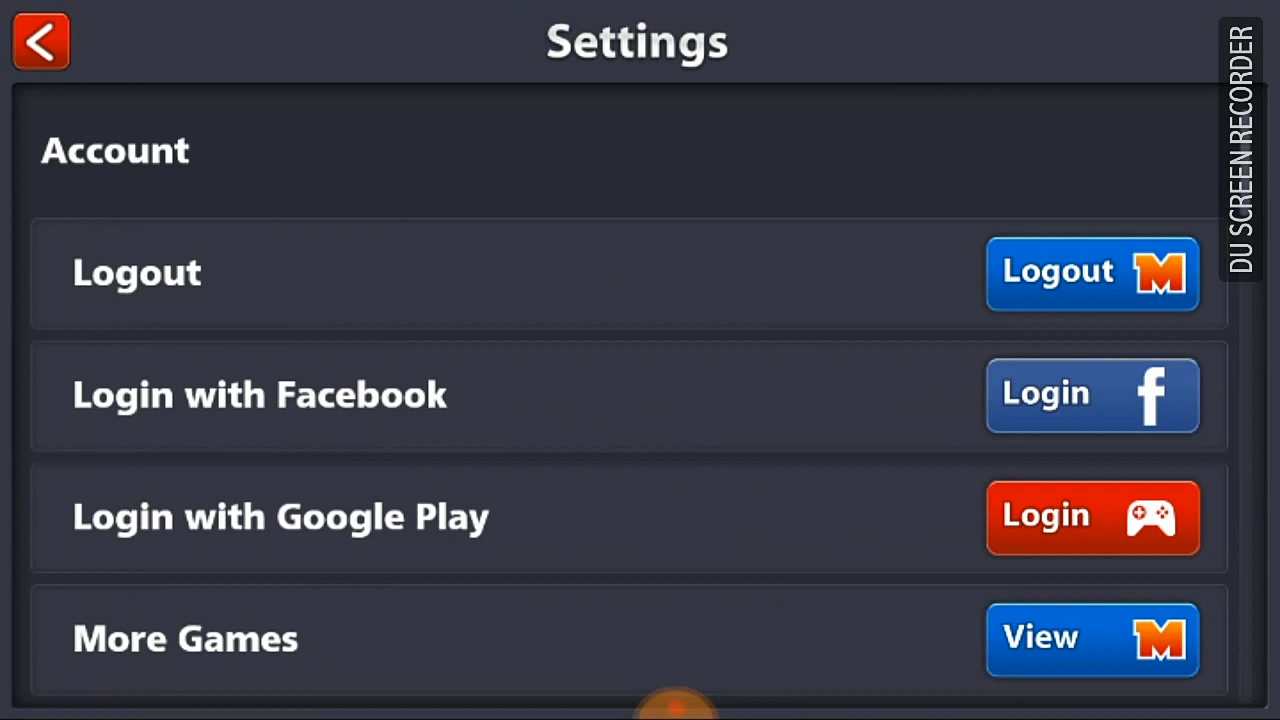 Settings
DU SCREEN RECORDER
Account
Logout
Logout M
Login with Facebook
Login f
Login with Google Play
Login
More Games
View M